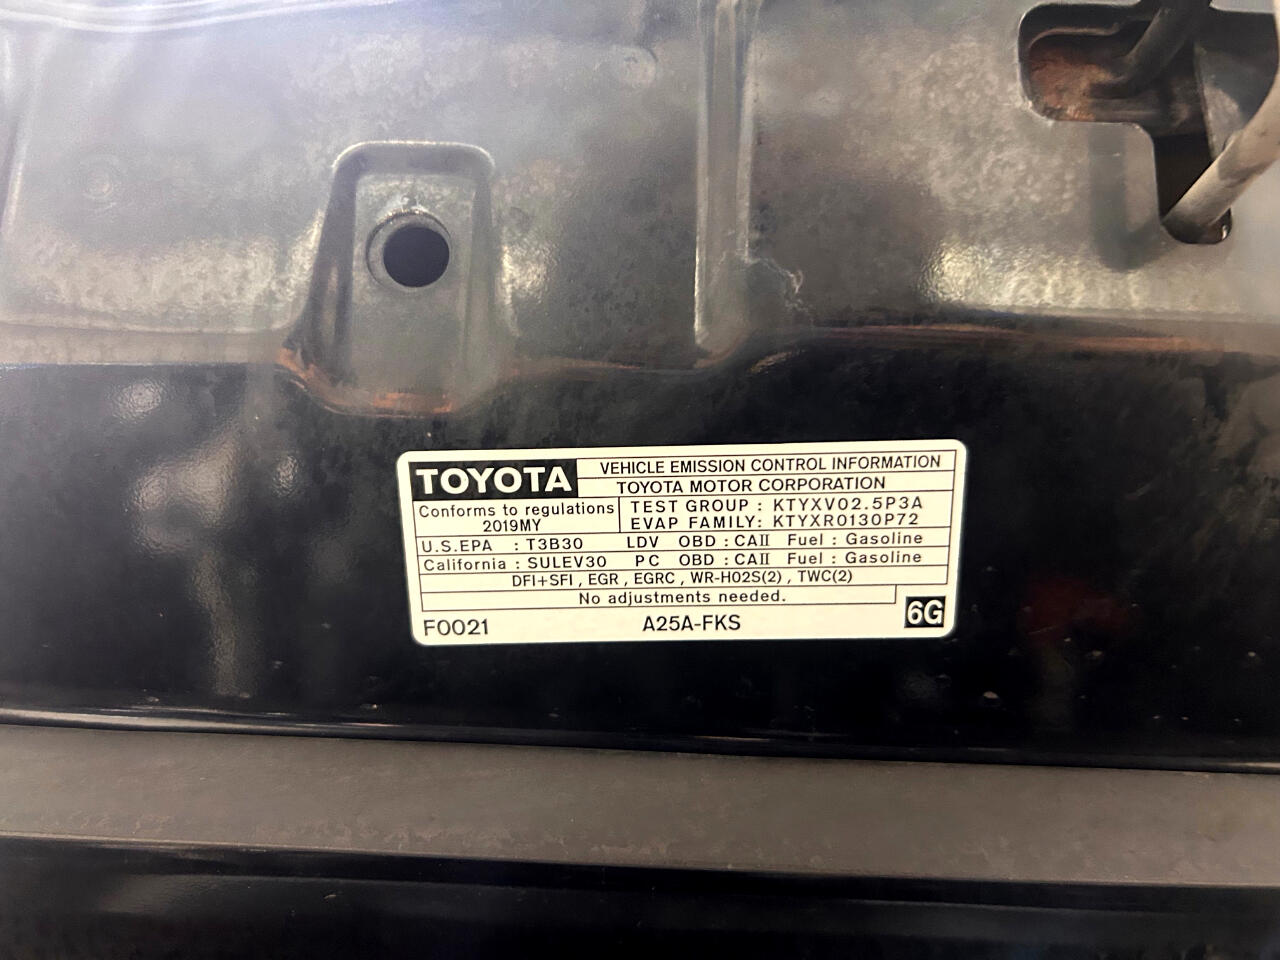 TOYOTA
VEHICLE EMISSION CONTROL INFORMATION
TOYOTA MOTOR CORPORATION
Conforms to regulations
2019MY
TEST GROUP : KTYXV02.5P3A
EVAP FAMILY: KTYXR0130P72
U.S.EPA : T3B30 LDV OBD : CAII Fuel : Gasoline
California : SULEV30 PC OBD : CAII Fuel : Gasoline
DFI+SFI , EGR , EGRC , WR-HO2S(2) , TWC(2)
No adjustments needed.
F0021 A25A-FKS 6G